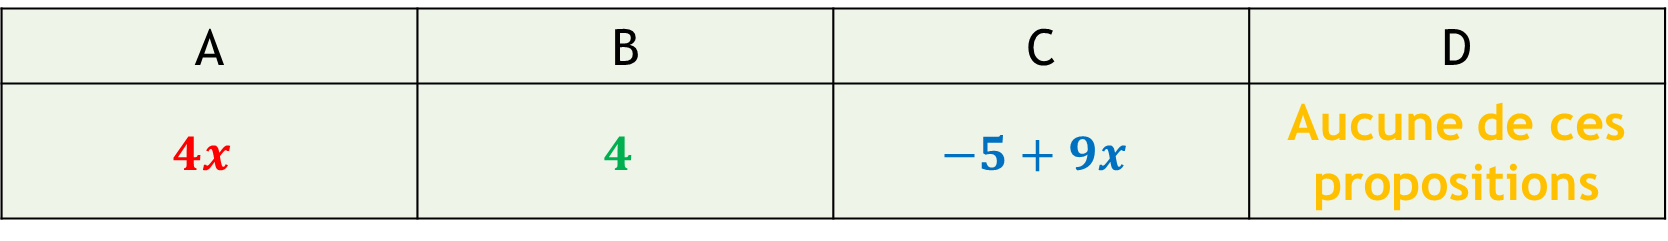 A B C D
4x 4 −5 + 9x Aucune de ces
propositions